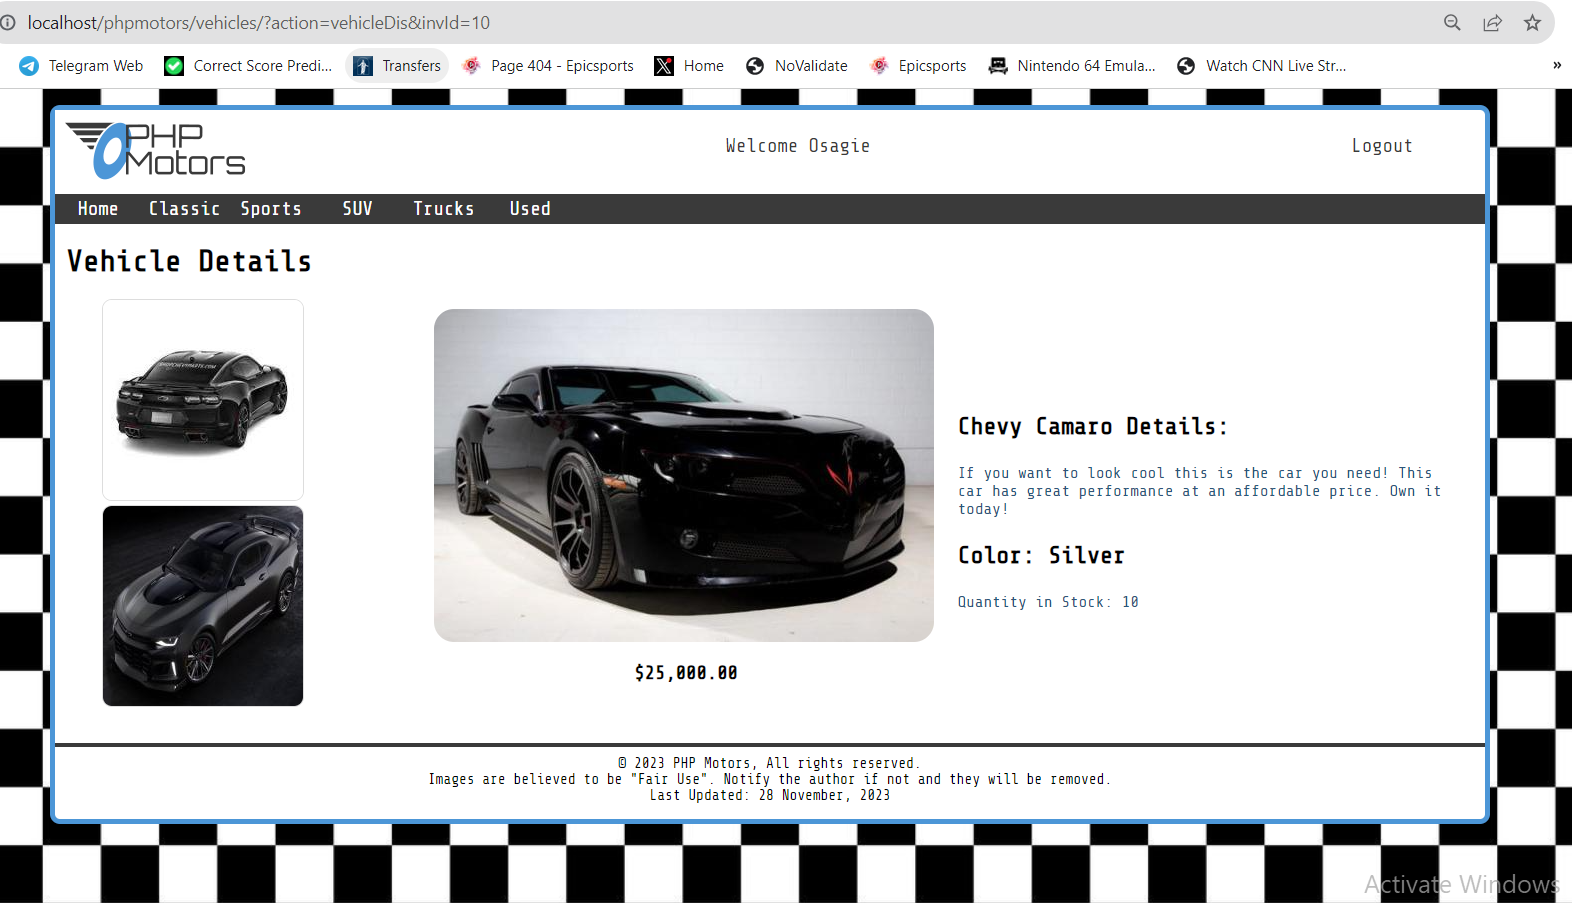 localhost/phpmotors/vehicles/?action=vehicleDis&invId=10
Telegram Web Correct Score Predi... Transfers Page 404 - Epicsports Home NoValidate Epicsports Nintendo 64 Emula... Watch CNN Live Str... »
PHP
Motors
Welcome Osagie
Logout
Home Classic Sports SUV Trucks Used
Vehicle Details
SHOPCHEVYPARTS.COM
Chevy Camaro Details:
If you want to look cool this is the car you need! This
car has great performance at an affordable price. Own it
today!
Color: Silver
Quantity in Stock: 10
$25,000.00
© 2023 PHP Motors, All rights reserved.
Images are believed to be "Fair Use". Notify the author if not and they will be removed.
Last Updated: 28 November, 2023
Activate Windows